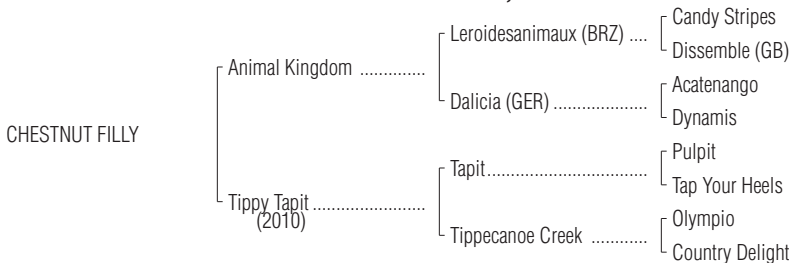 Candy Stripes
Leroidesanimaux (BRZ) ....
Dissemble (GB)
Animal Kingdom ..............
Acatenango
Dalicia (GER) ....................
Dynamis
CHESTNUT FILLY
Pulpit
Tapit..................................
Tap Your Heels
Tippy Tapit ........................
(2010)
Olympio
Tippecanoe Creek ............
Country Delight